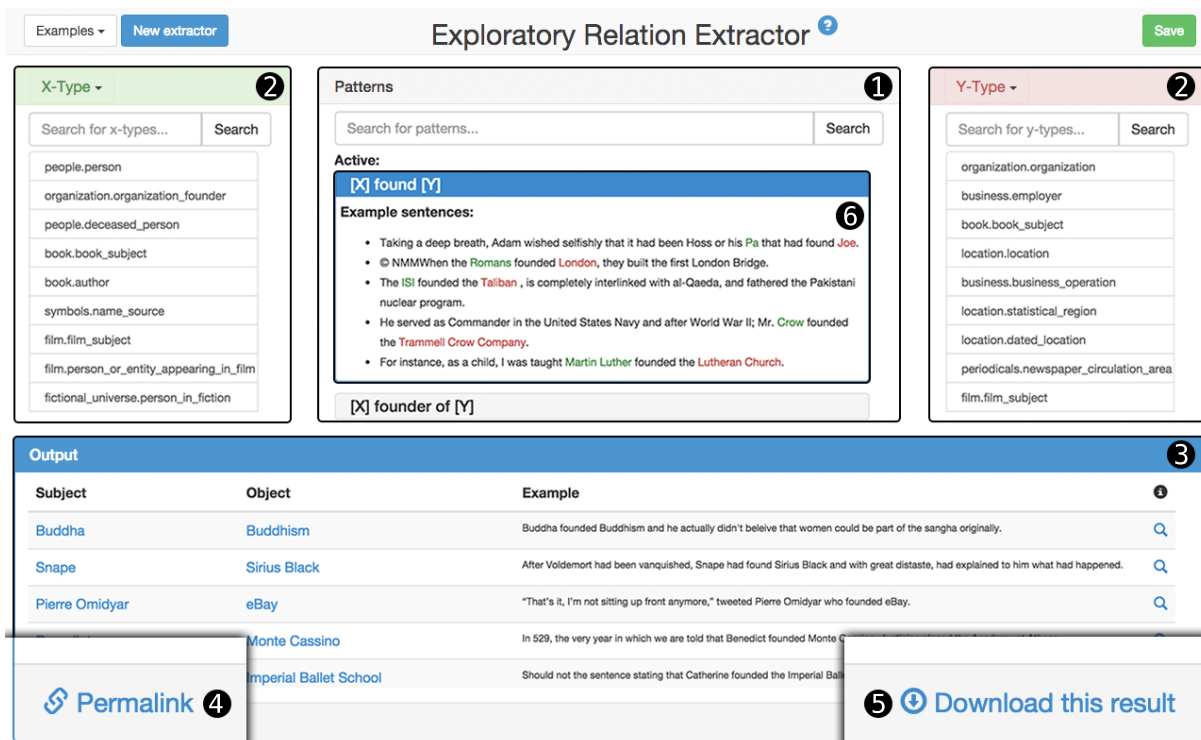 Examples
New extractor
Exploratory Relation Extractor ?
Save
X-Type
2
Search for x-types...
Search
people.person
organization.organization_founder
people.deceased_person
book.book_subject
book.author
symbols.name_source
film.film_subject
film.person_or_entity_appearing_in_film
fictional_universe.person_in_fiction
Patterns
1
Search for patterns...
Search
Active:
[X] found [Y]
Example sentences:
6
• Taking a deep breath, Adam wished selfishly that it had been Hoss or his Pa that had found Joe.
• © NMMWhen the Romans founded London, they built the first London Bridge.
• The ISI founded the Taliban , is completely interlinked with al-Qaeda, and fathered the Pakistani
nuclear program.
• He served as Commander in the United States Navy and after World War II; Mr. Crow founded
the Trammell Crow Company.
• For instance, as a child, I was taught Martin Luther founded the Lutheran Church.
[X] founder of [Y]
Y-Type
2
Search for y-types...
Search
organization.organization
business.employer
book.book_subject
location.location
business.business_operation
location.statistical_region
location.dated_location
periodicals.newspaper_circulation_area
film.film_subject
Output
3
Subject Object Example i
Buddha Buddhism Buddha founded Buddhism and he actually didn't beleive that women could be part of the sangha originally.
Snape Sirius Black After Voldemort had been vanquished, Snape had found Sirius Black and with great distaste, had explained to him what had happened.
Pierre Omidyar eBay "That's it, I'm not sitting up front anymore," tweeted Pierre Omidyar who founded eBay.
Monte Cassino In 529, the very year in which we are told that Benedict founded Monte
Imperial Ballet School Should not the sentence stating that Catherine founded the Imperial
Permalink 4
5 Download this result